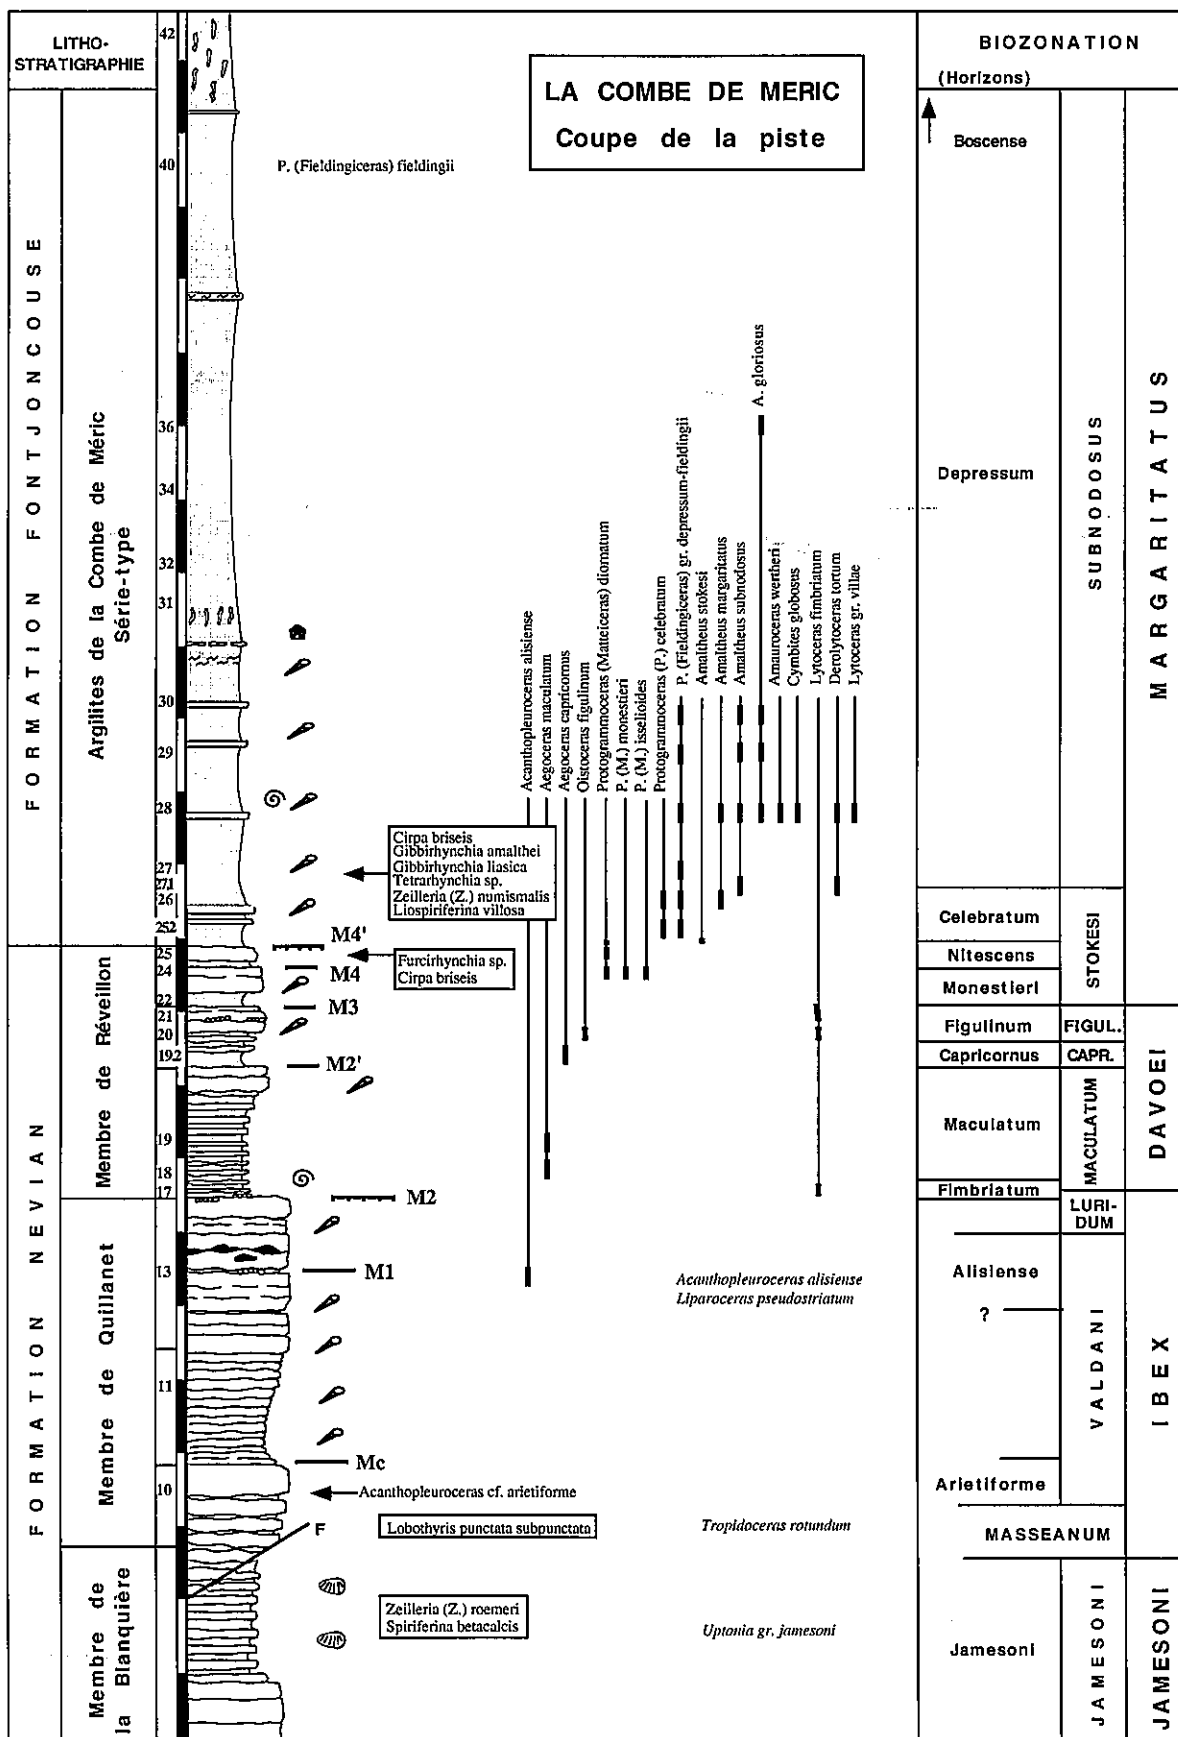 LITHO-
STRATIGRAPHIE
LA COMBE DE MERIC
Coupe de la piste
BIOZONATION
(Horizons)
FORMATION FONTJONCOUSE
Argilites de la Combe de Méric
Série-type
FORMATION NEVIAN
Membre de Réveillon
Membre de Quillanet
Membre de
la Blanquière
42
40
36
34
32
31
30
29
28
27
27.1
26
25.2
25
24
22
21
20
19.2
19
18
17
13
11
10
P. (Fieldingiceras) fieldingii
Cirpa briseis
Gibbirhynchia amalthei
Gibbirhynchia liasica
Tetrarhynchia sp.
Zeilleria (Z.) numismalis
Liospiriferina villosa
M4'
Furcirhynchia sp.
Cirpa briseis
M4
M3
M2'
M2
M1
Mc
Acanthopleuroceras cf. arietiforme
F
Lobothyris punctata subpunctata
Zeilleria (Z.) roemeri
Spiriferina betacalcis
Acanthopleuroceras alisiense
Aegoceras maculatum
Aegoceras capricornus
Oistoceras figulinum
Protogrammoceras (Matteiceras) diornatum
P. (M.) monestieri
P. (M.) isselioides
Protogrammoceras (P.) celebratum
P. (Fieldingiceras) gr. depressum-fieldingii
Amaltheus stokesi
Amaltheus margaritatus
Amaltheus subnodosus
A. gloriosus
Amauroceras wertheri
Cymbites globosus
Lytoceras fimbriatum
Derolytoceras tortum
Lytoceras gr. villae
Acanthopleuroceras alisiense
Liparoceras pseudostriatum
Tropidoceras rotundum
Uptonia gr. jamesoni
Boscense
Depressum
Celebratum
Nitescens
Monestieri
Figulinum
Capricornus
Maculatum
Fimbriatum
Alisiense
?
Arietiforme
MASSEANUM
Jamesoni
SUBNODOSUS
STOKESI
FIGUL.
CAPR.
MACULATUM
LURI-
DUM
VALDANI
JAMESONI
MARGARITATUS
DAVOEI
IBEX
JAMESONI